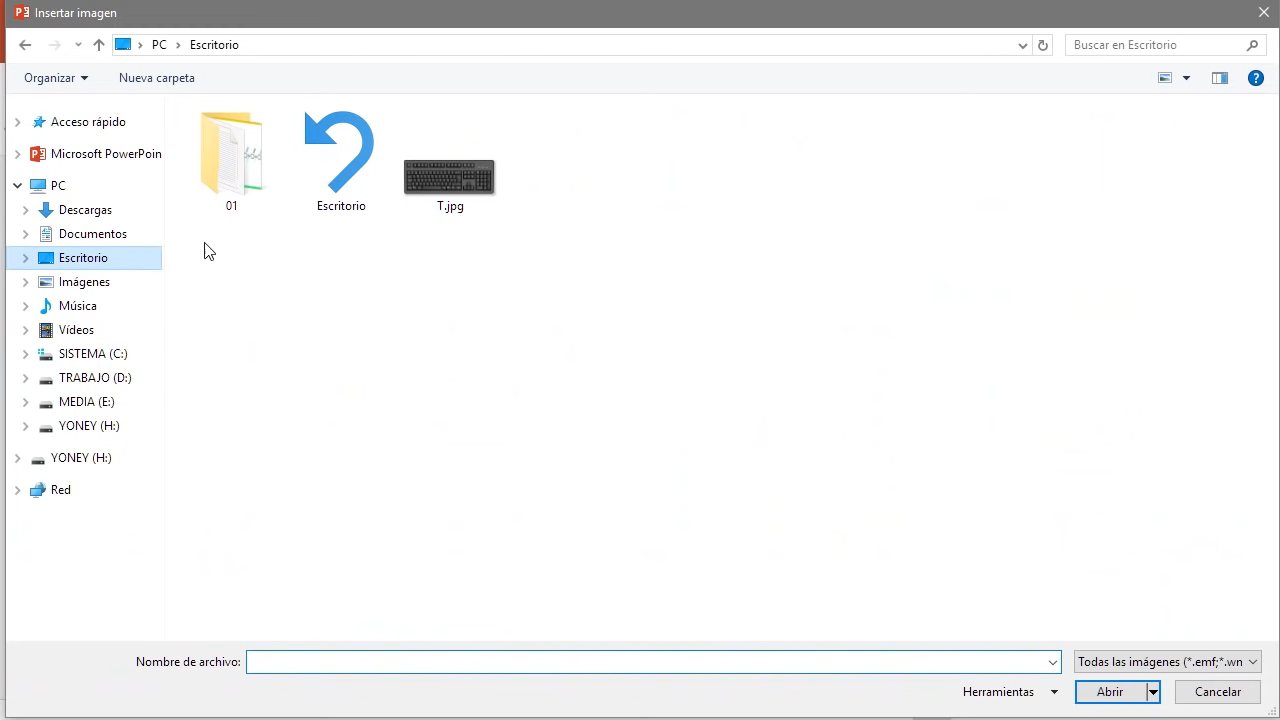 Insertar imagen
PC
Escritorio
Buscar en Escritorio
Organizar
Nueva carpeta
Acceso rápido
Microsoft PowerPoin
PC
Descargas
Documentos
Escritorio
Imágenes
Música
Vídeos
SISTEMA (C:)
TRABAJO (D:)
MEDIA (E:)
YONEY (H:)
YONEY (H:)
Red
01
Escritorio
T.jpg
Nombre de archivo:
Todas las imágenes (*.emf;*.wn
Herramientas
Abrir
Cancelar